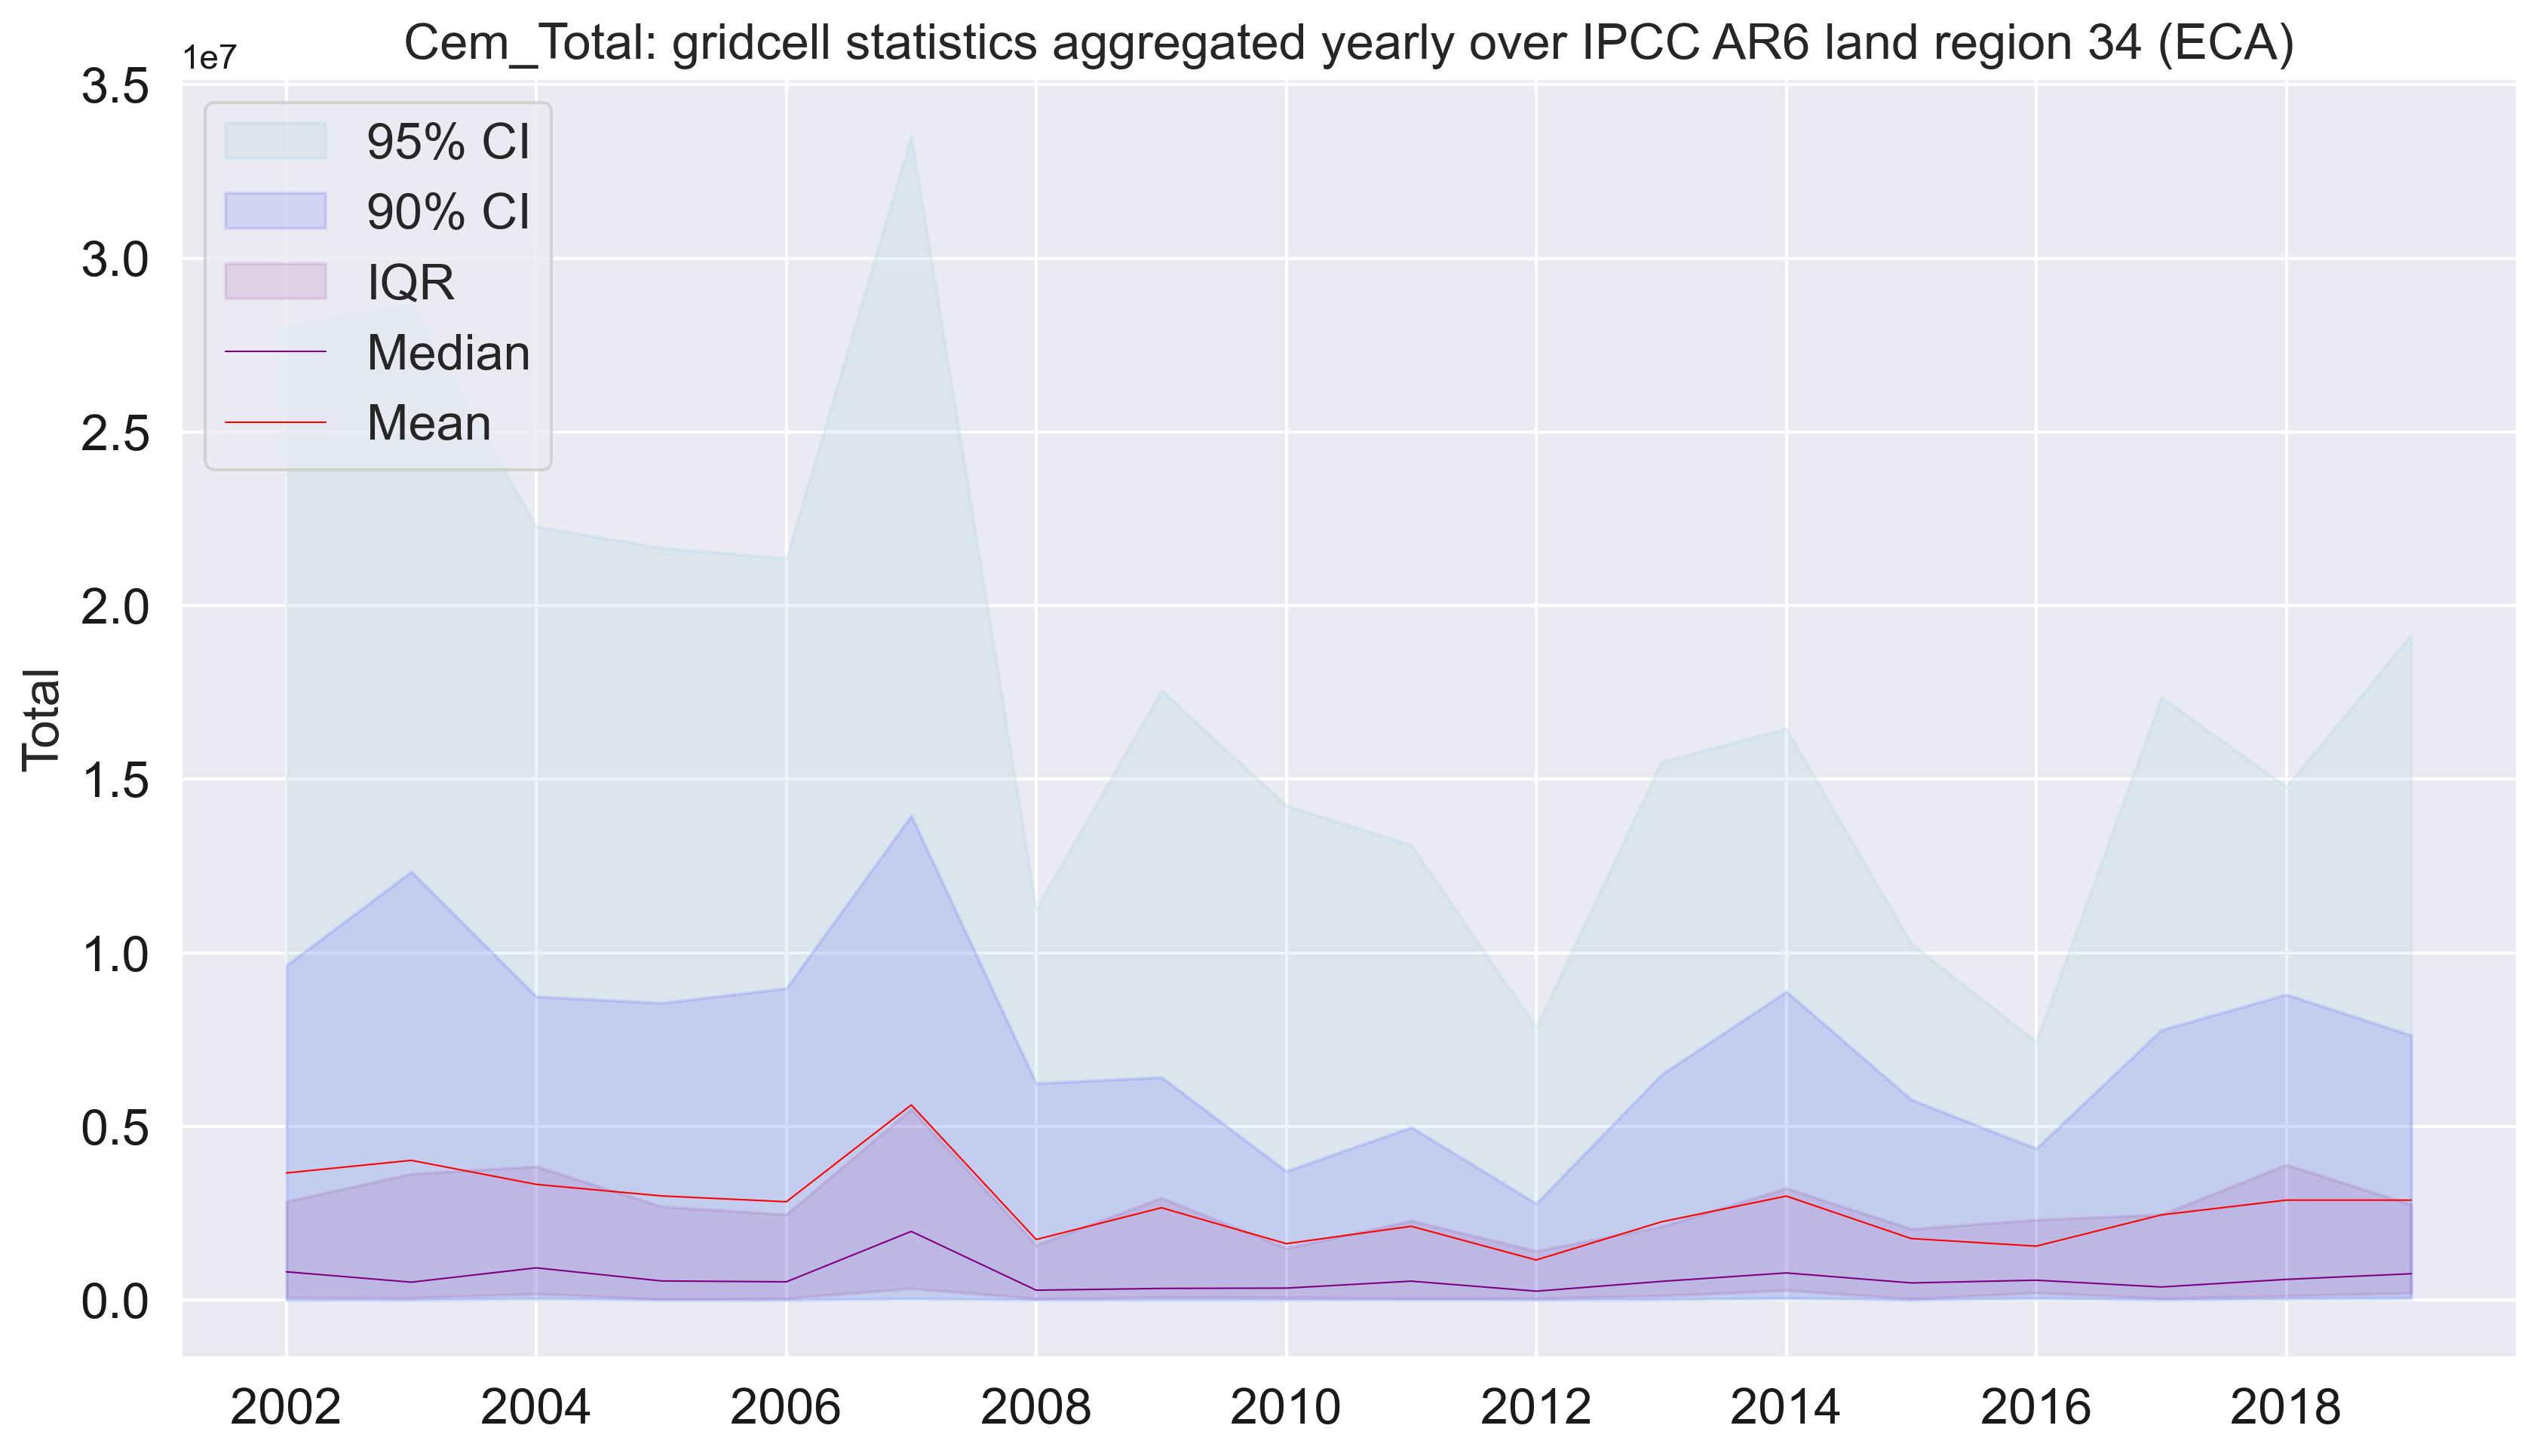 Cem_Total: gridcell statistics aggregated yearly over IPCC AR6 land region 34 (ECA)
1e7
3.5
3.0
2.5
2.0
1.5
1.0
0.5
0.0
Total
95% CI
90% CI
IQR
Median
Mean
2002 2004 2006 2008 2010 2012 2014 2016 2018